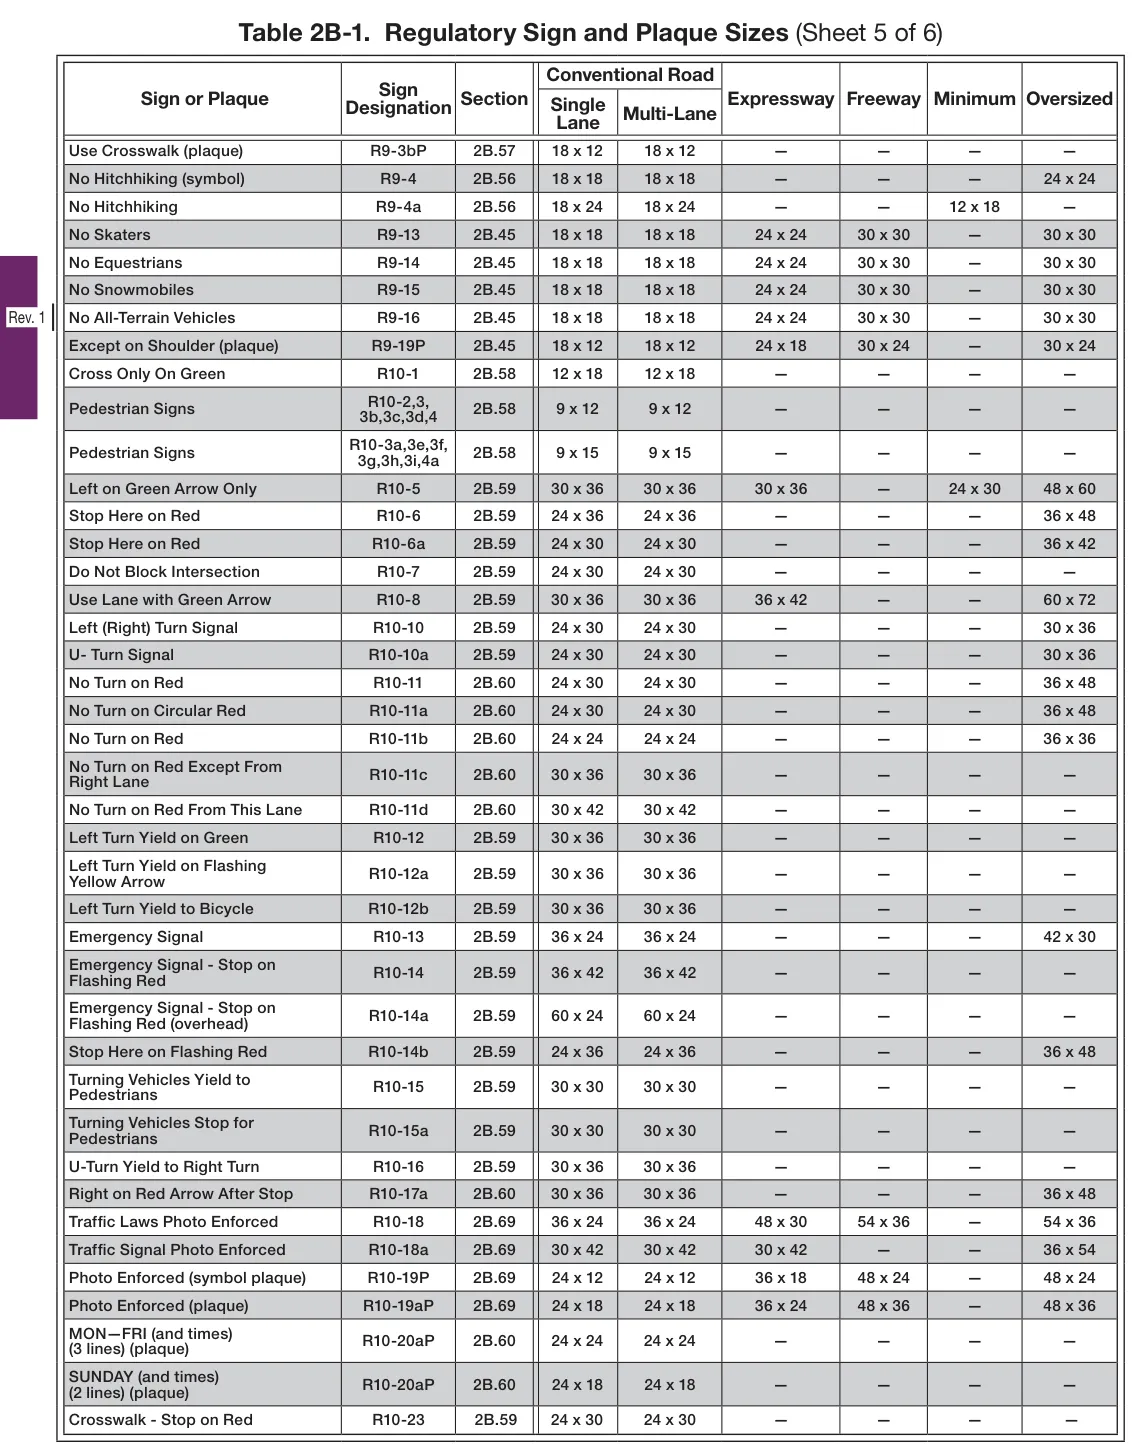 Table 2B-1. Regulatory Sign and Plaque Sizes (Sheet 5 of 6)
Sign or Plaque
Sign
Designation
Section
Conventional Road
Single
Lane
Multi-Lane
Expressway Freeway Minimum Oversized
Use Crosswalk (plaque) R9-3bP 2B.57 18 x 12 18 x 12 — — — —
No Hitchhiking (symbol) R9-4 2B.56 18 x 18 18 x 18 — — — 24 x 24
No Hitchhiking R9-4a 2B.56 18 x 24 18 x 24 — — 12 x 18 —
No Skaters R9-13 2B.45 18 x 18 18 x 18 24 x 24 30 x 30 — 30 x 30
No Equestrians R9-14 2B.45 18 x 18 18 x 18 24 x 24 30 x 30 — 30 x 30
No Snowmobiles R9-15 2B.45 18 x 18 18 x 18 24 x 24 30 x 30 — 30 x 30
Rev. 1
No All-Terrain Vehicles R9-16 2B.45 18 x 18 18 x 18 24 x 24 30 x 30 — 30 x 30
Except on Shoulder (plaque) R9-19P 2B.45 18 x 12 18 x 12 24 x 18 30 x 24 — 30 x 24
Cross Only On Green R10-1 2B.58 12 x 18 12 x 18 — — — —
Pedestrian Signs
R10-2,3,
3b,3c,3d,4
2B.58 9 x 12 9 x 12 — — — —
Pedestrian Signs
R10-3a,3e,3f,
3g,3h,3i,4a
2B.58 9 x 15 9 x 15 — — — —
Left on Green Arrow Only R10-5 2B.59 30 x 36 30 x 36 30 x 36 — 24 x 30 48 x 60
Stop Here on Red R10-6 2B.59 24 x 36 24 x 36 — — — 36 x 48
Stop Here on Red R10-6a 2B.59 24 x 30 24 x 30 — — — 36 x 42
Do Not Block Intersection R10-7 2B.59 24 x 30 24 x 30 — — — —
Use Lane with Green Arrow R10-8 2B.59 30 x 36 30 x 36 36 x 42 — — 60 x 72
Left (Right) Turn Signal R10-10 2B.59 24 x 30 24 x 30 — — — 30 x 36
U- Turn Signal R10-10a 2B.59 24 x 30 24 x 30 — — — 30 x 36
No Turn on Red R10-11 2B.60 24 x 30 24 x 30 — — — 36 x 48
No Turn on Circular Red R10-11a 2B.60 24 x 30 24 x 30 — — — 36 x 48
No Turn on Red R10-11b 2B.60 24 x 24 24 x 24 — — — 36 x 36
No Turn on Red Except From
Right Lane
R10-11c 2B.60 30 x 36 30 x 36 — — — —
No Turn on Red From This Lane R10-11d 2B.60 30 x 42 30 x 42 — — — —
Left Turn Yield on Green R10-12 2B.59 30 x 36 30 x 36 — — — —
Left Turn Yield on Flashing
Yellow Arrow
R10-12a 2B.59 30 x 36 30 x 36 — — — —
Left Turn Yield to Bicycle R10-12b 2B.59 30 x 36 30 x 36 — — — —
Emergency Signal R10-13 2B.59 36 x 24 36 x 24 — — — 42 x 30
Emergency Signal - Stop on
Flashing Red
R10-14 2B.59 36 x 42 36 x 42 — — — —
Emergency Signal - Stop on
Flashing Red (overhead)
R10-14a 2B.59 60 x 24 60 x 24 — — — —
Stop Here on Flashing Red R10-14b 2B.59 24 x 36 24 x 36 — — — 36 x 48
Turning Vehicles Yield to
Pedestrians
R10-15 2B.59 30 x 30 30 x 30 — — — —
Turning Vehicles Stop for
Pedestrians
R10-15a 2B.59 30 x 30 30 x 30 — — — —
U-Turn Yield to Right Turn R10-16 2B.59 30 x 36 30 x 36 — — — —
Right on Red Arrow After Stop R10-17a 2B.60 30 x 36 30 x 36 — — — 36 x 48
Traffic Laws Photo Enforced R10-18 2B.69 36 x 24 36 x 24 48 x 30 54 x 36 — 54 x 36
Traffic Signal Photo Enforced R10-18a 2B.69 30 x 42 30 x 42 30 x 42 — — 36 x 54
Photo Enforced (symbol plaque) R10-19P 2B.69 24 x 12 24 x 12 36 x 18 48 x 24 — 48 x 24
Photo Enforced (plaque) R10-19aP 2B.69 24 x 18 24 x 18 36 x 24 48 x 36 — 48 x 36
MON—FRI (and times)
(3 lines) (plaque)
R10-20aP 2B.60 24 x 24 24 x 24 — — — —
SUNDAY (and times)
(2 lines) (plaque)
R10-20aP 2B.60 24 x 18 24 x 18 — — — —
Crosswalk - Stop on Red R10-23 2B.59 24 x 30 24 x 30 — — — —